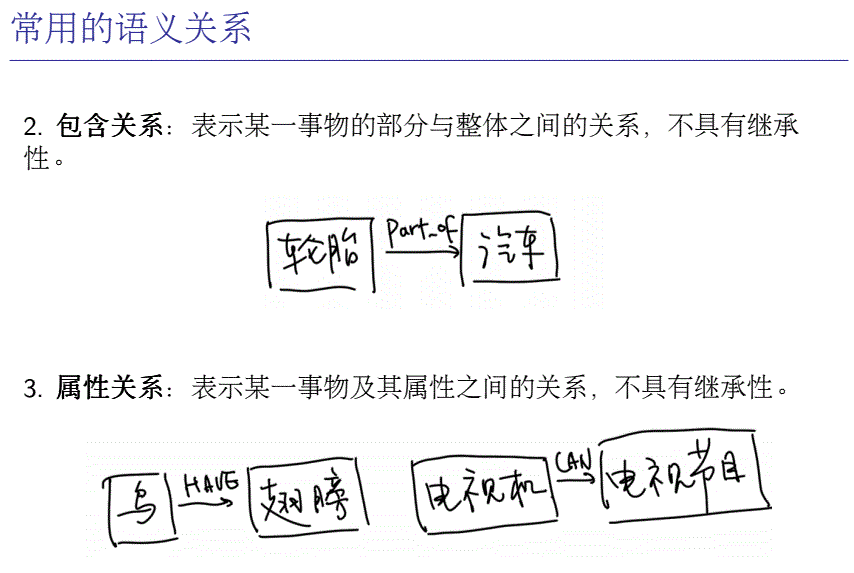 常用的语义关系
2. 包含关系：表示某一事物的部分与整体之间的关系，不具有继承
性。
轮胎 Part_of 汽车
3. 属性关系：表示某一事物及其属性之间的关系，不具有继承性。
鸟 HAVE 翅膀 电视机 CAN 电视节目